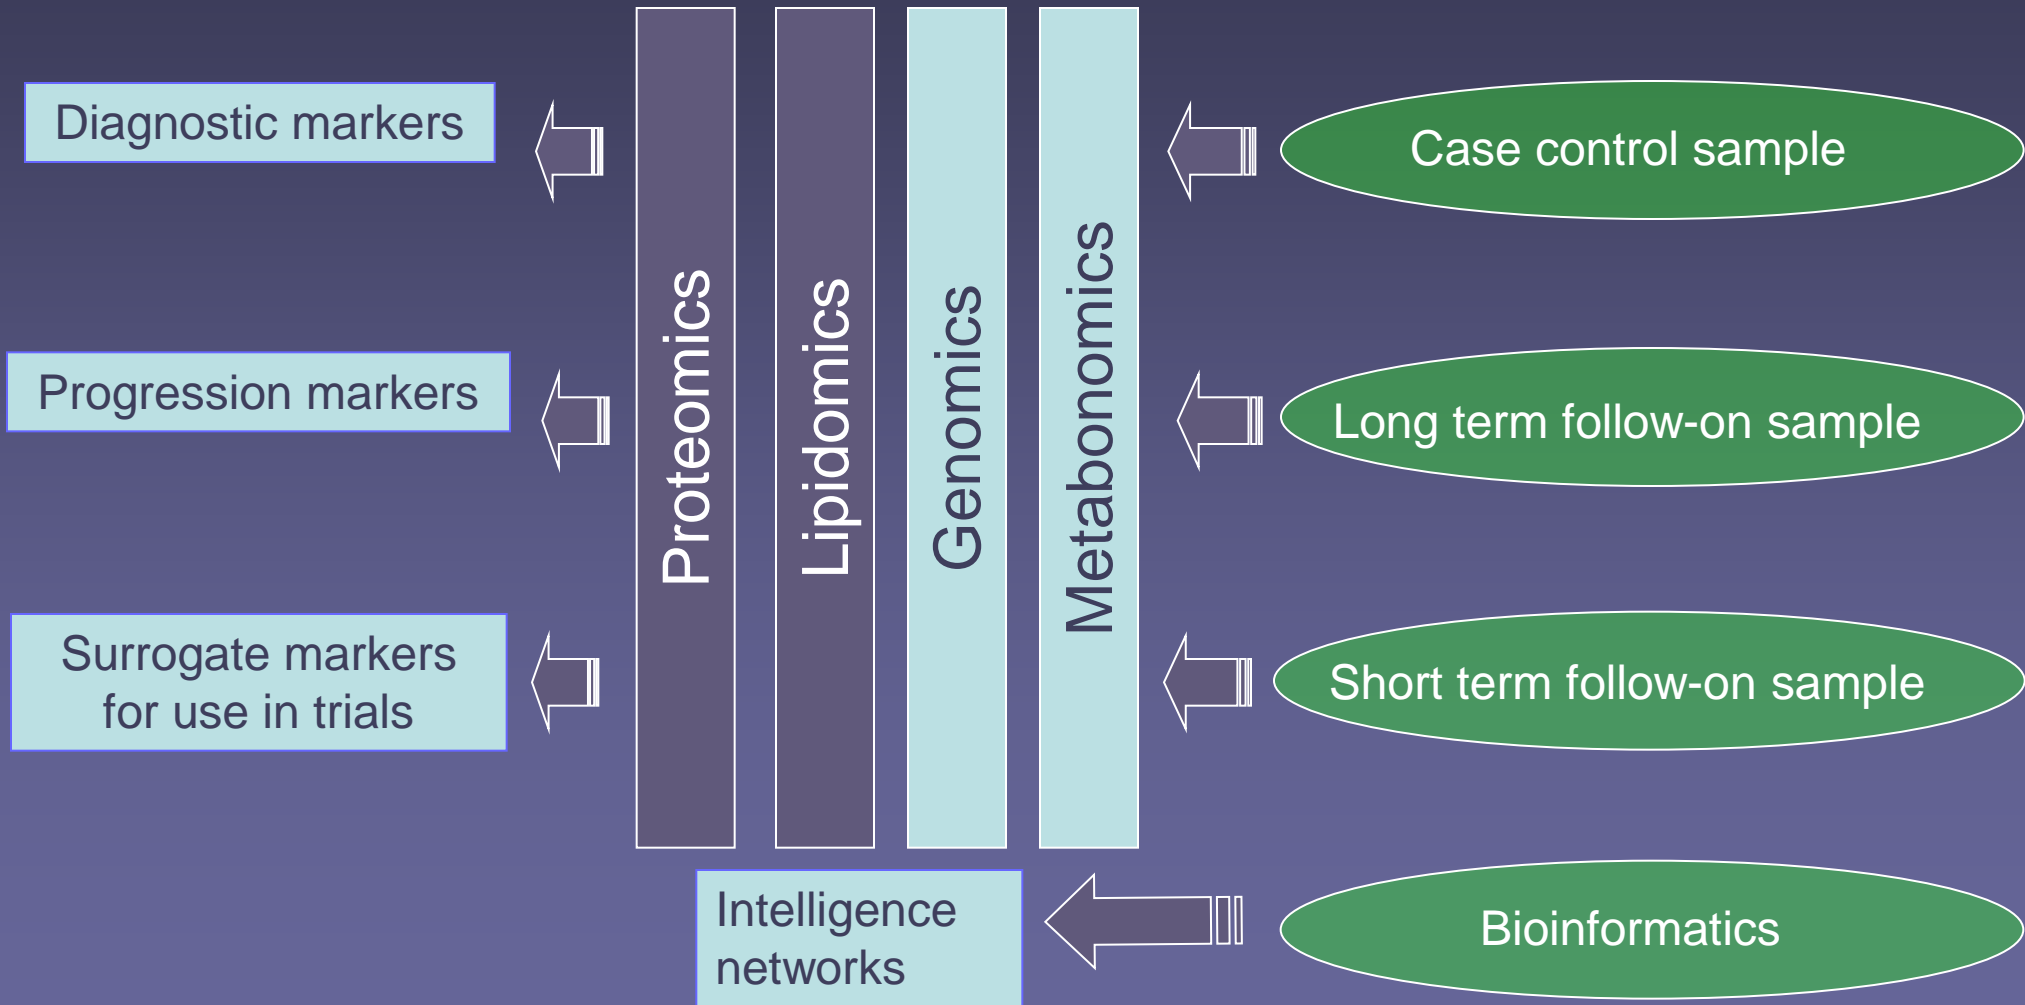 Diagnostic markers
Case control sample
Proteomics
Lipidomics
Genomics
Metabonomics
Progression markers
Long term follow-on sample
Surrogate markers
for use in trials
Short term follow-on sample
Intelligence
networks
Bioinformatics